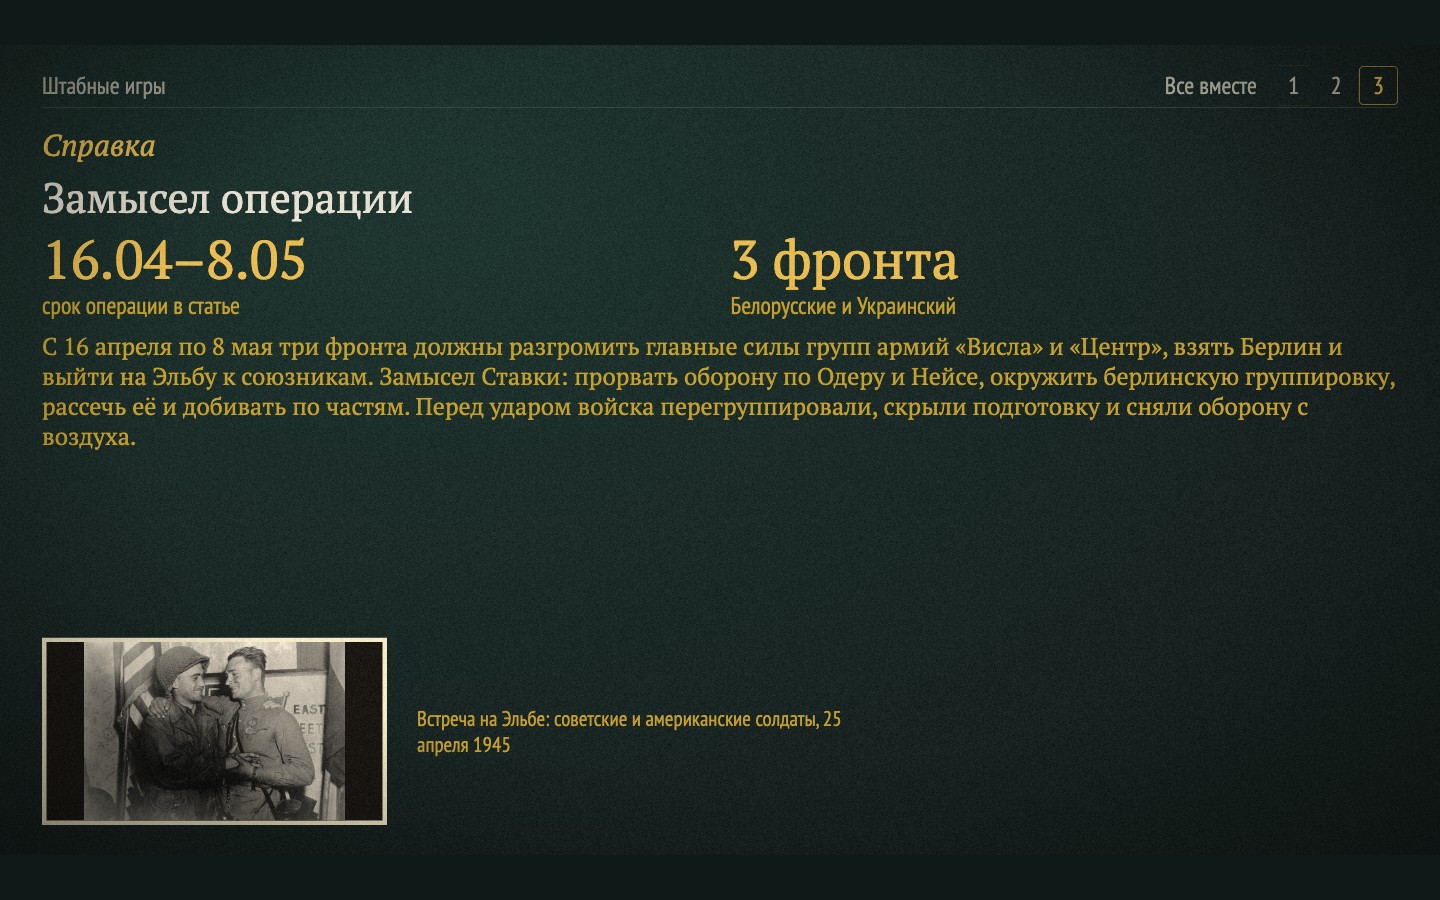 Штабные игры
Все вместе 1 2 3
Справка
Замысел операции
16.04–8.05
срок операции в статье
3 фронта
Белорусские и Украинский
С 16 апреля по 8 мая три фронта должны разгромить главные силы групп армий «Висла» и «Центр», взять Берлин и
выйти на Эльбу к союзникам. Замысел Ставки: прорвать оборону по Одеру и Нейсе, окружить берлинскую группировку,
рассечь её и добивать по частям. Перед ударом войска перегруппировали, скрыли подготовку и сняли оборону с
воздуха.
EAST
Встреча на Эльбе: советские и американские солдаты, 25
апреля 1945